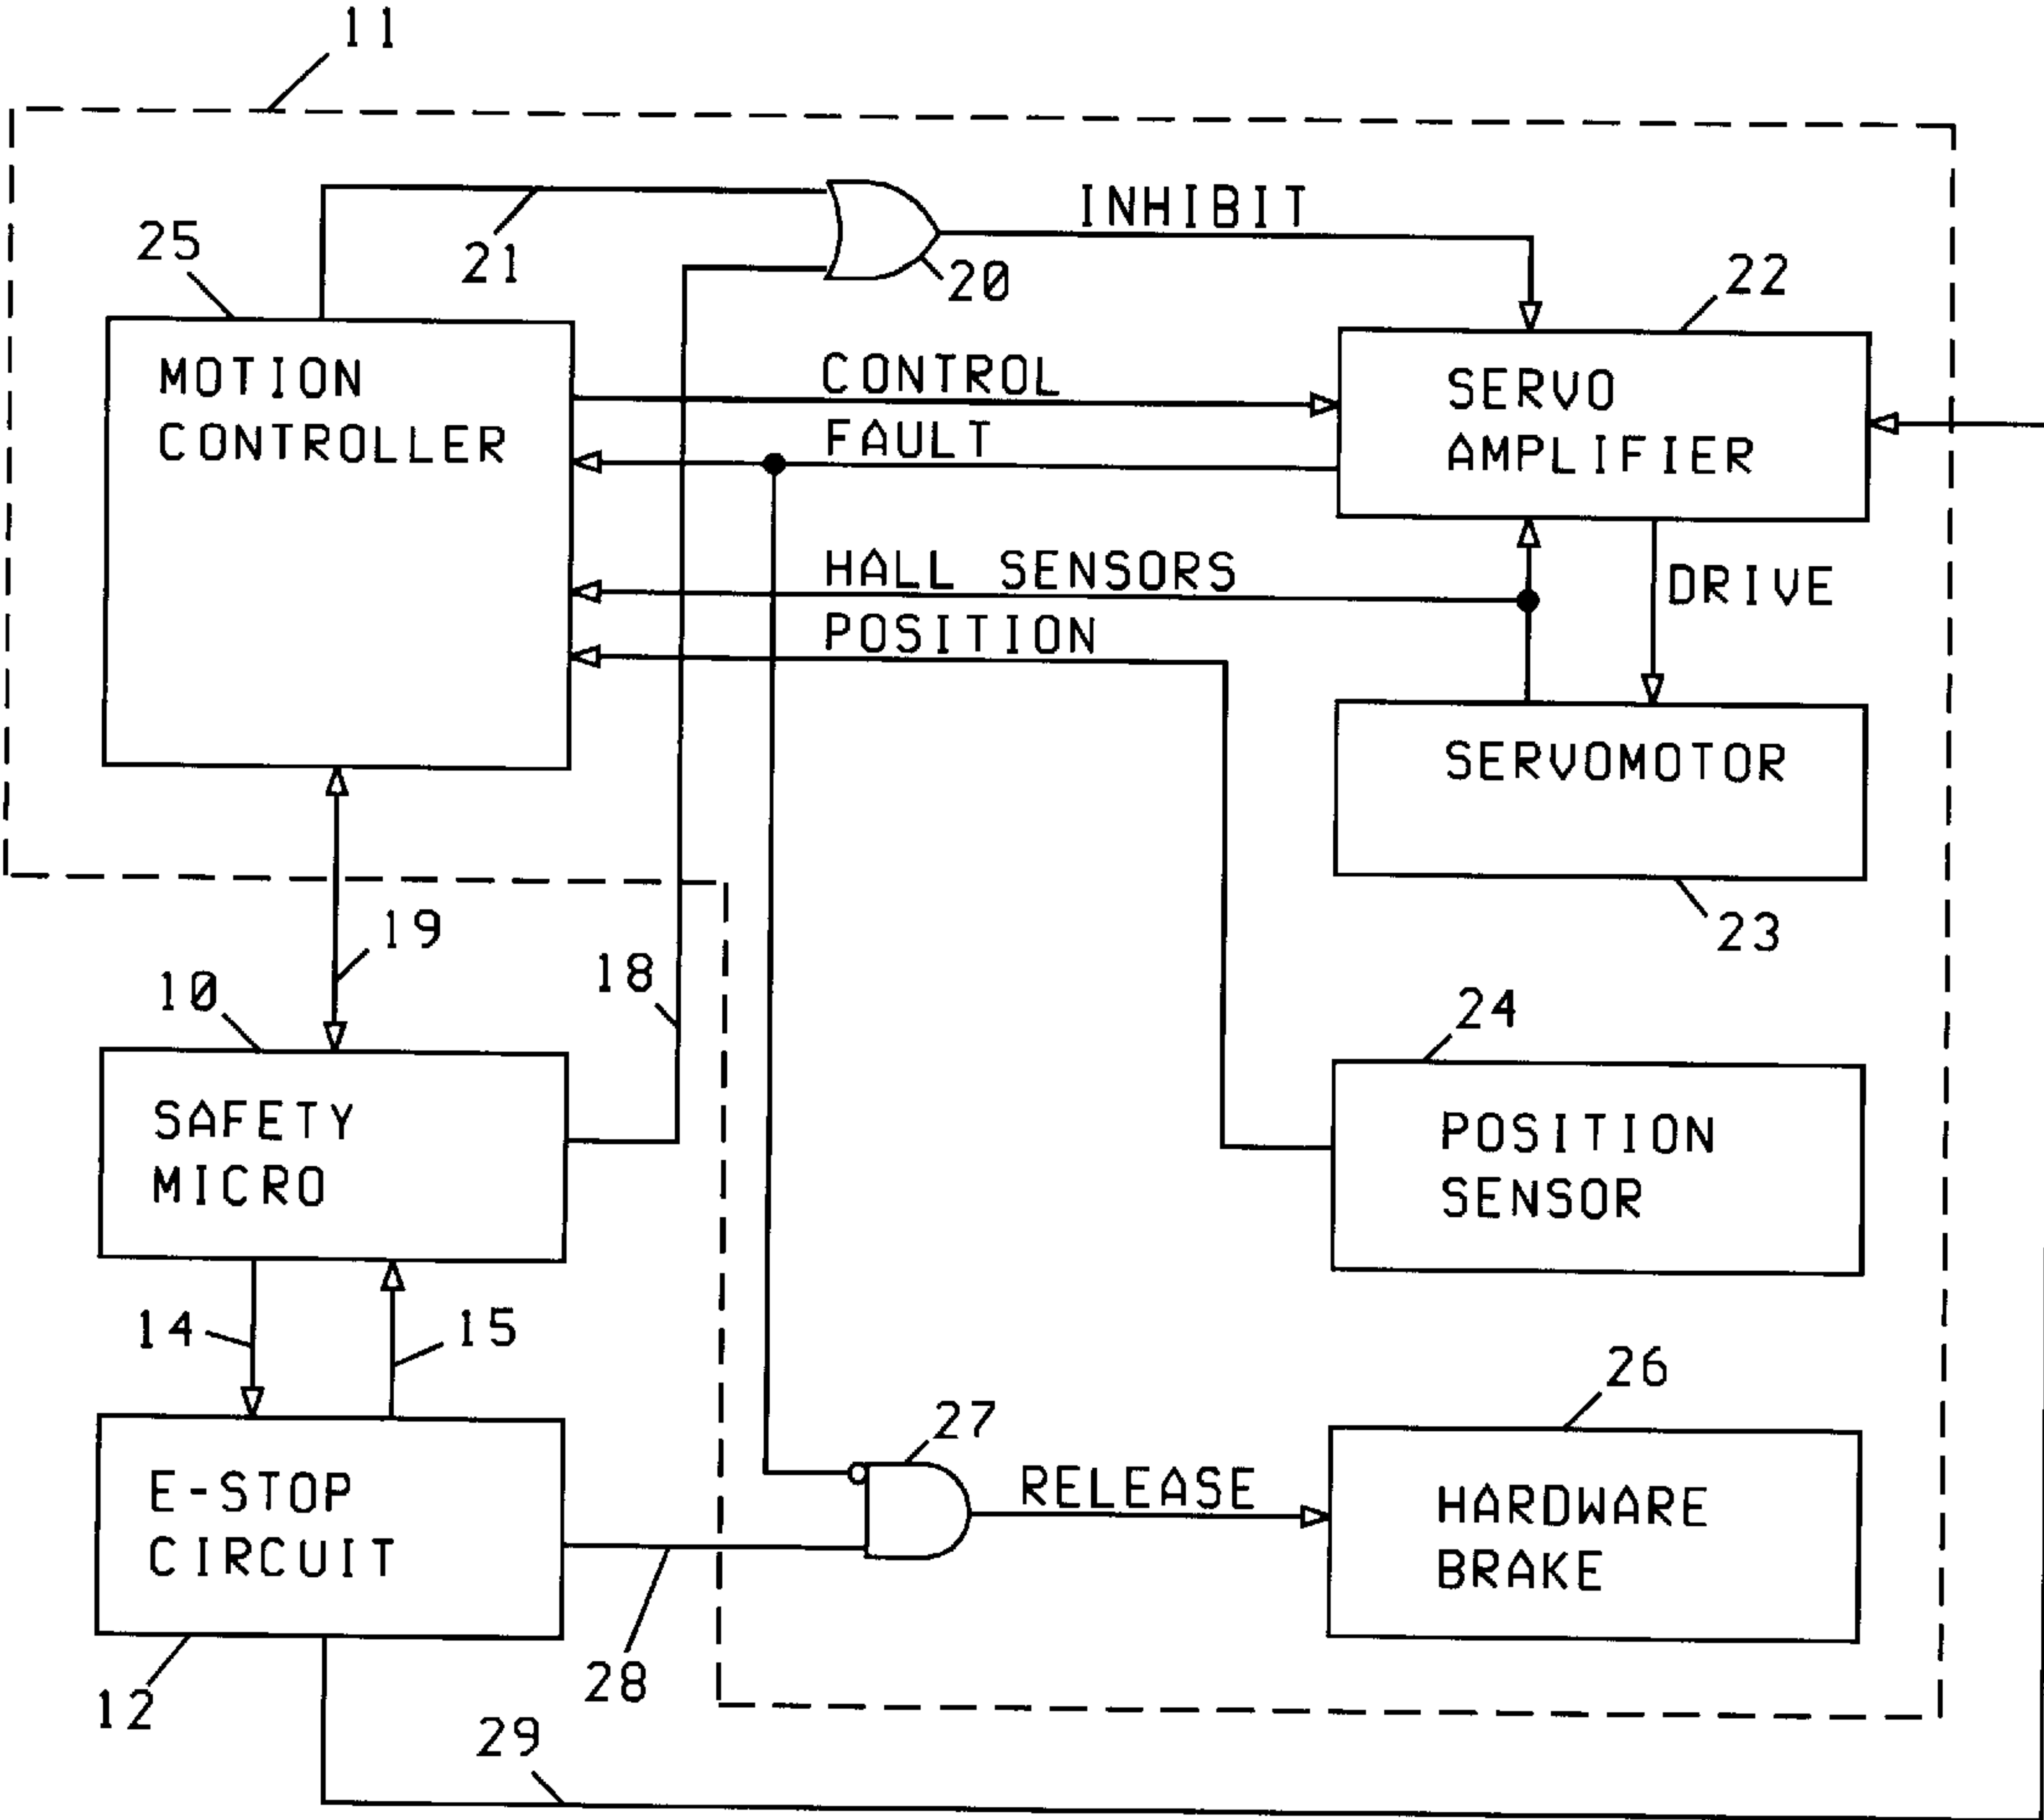 11
25
21
INHIBIT
20
22
MOTION
CONTROLLER
CONTROL
FAULT
SERVO
AMPLIFIER
HALL SENSORS
DRIVE
POSITION
SERVOMOTOR
23
19
18
10
24
SAFETY
MICRO
POSITION
SENSOR
14
15
26
27
E-STOP
CIRCUIT
RELEASE
HARDWARE
BRAKE
28
12
29